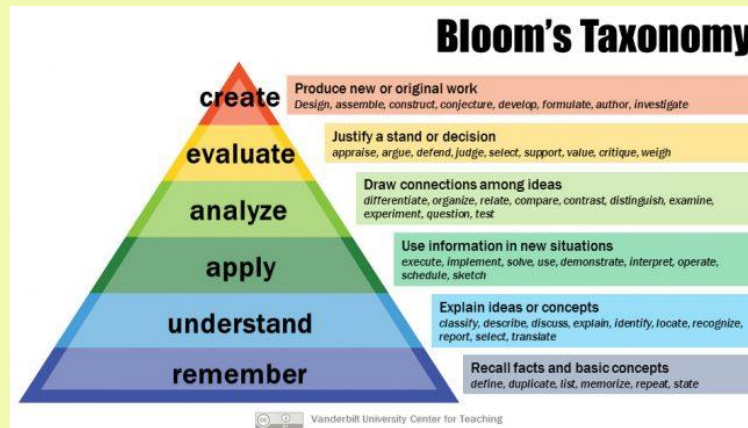 Bloom's Taxonomy
create
Produce new or original work
Design, assemble, construct, conjecture, develop, formulate, author, investigate
evaluate
Justify a stand or decision
appraise, argue, defend, judge, select, support, value, critique, weigh
analyze
Draw connections among ideas
differentiate, organize, relate, compare, contrast, distinguish, examine,
experiment, question, test
apply
Use information in new situations
execute, implement, solve, use, demonstrate, interpret, operate,
schedule, sketch
understand
Explain ideas or concepts
classify, describe, discuss, explain, identify, locate, recognize,
report, select, translate
remember
Recall facts and basic concepts
define, duplicate, list, memorize, repeat, state
Vanderbilt University Center for Teaching